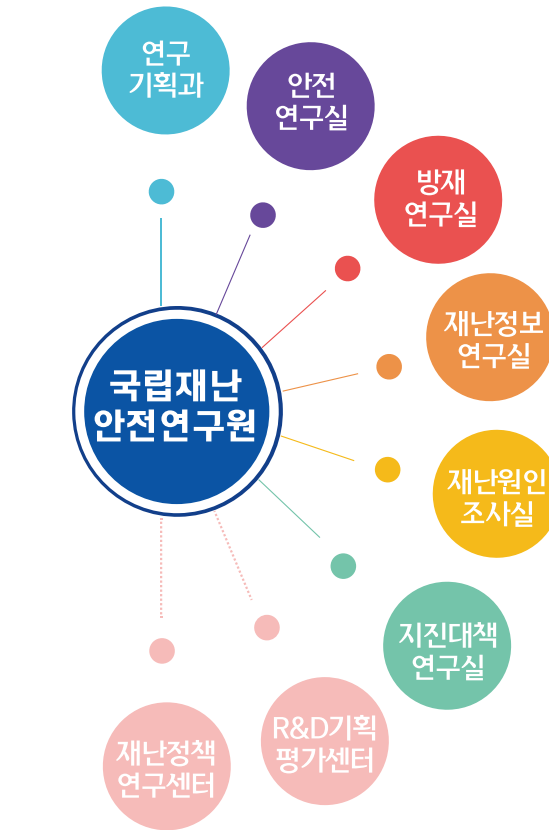 연구
기획과
안전
연구실
방재
연구실
재난정보
연구실
국립재난
안전연구원
재난원인
조사실
지진대책
연구실
R&D기획
평가센터
재난정책
연구센터